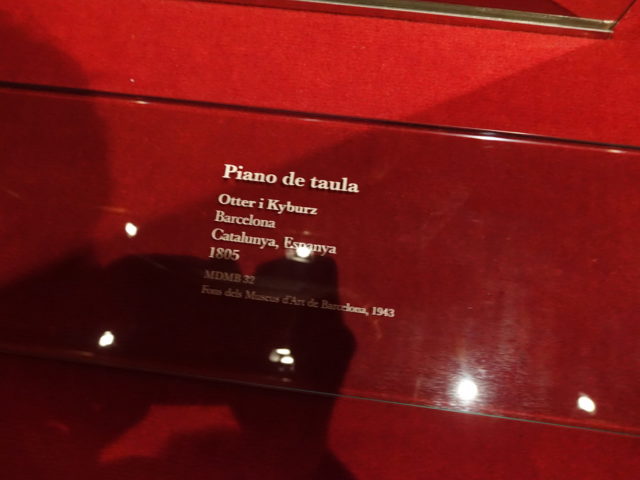 Piano de taula
Otter i Kyburz
Barcelona
Catalunya, Espanya
1805
MDMB 32
Fons dels Museus d'Art de Barcelona, 1943